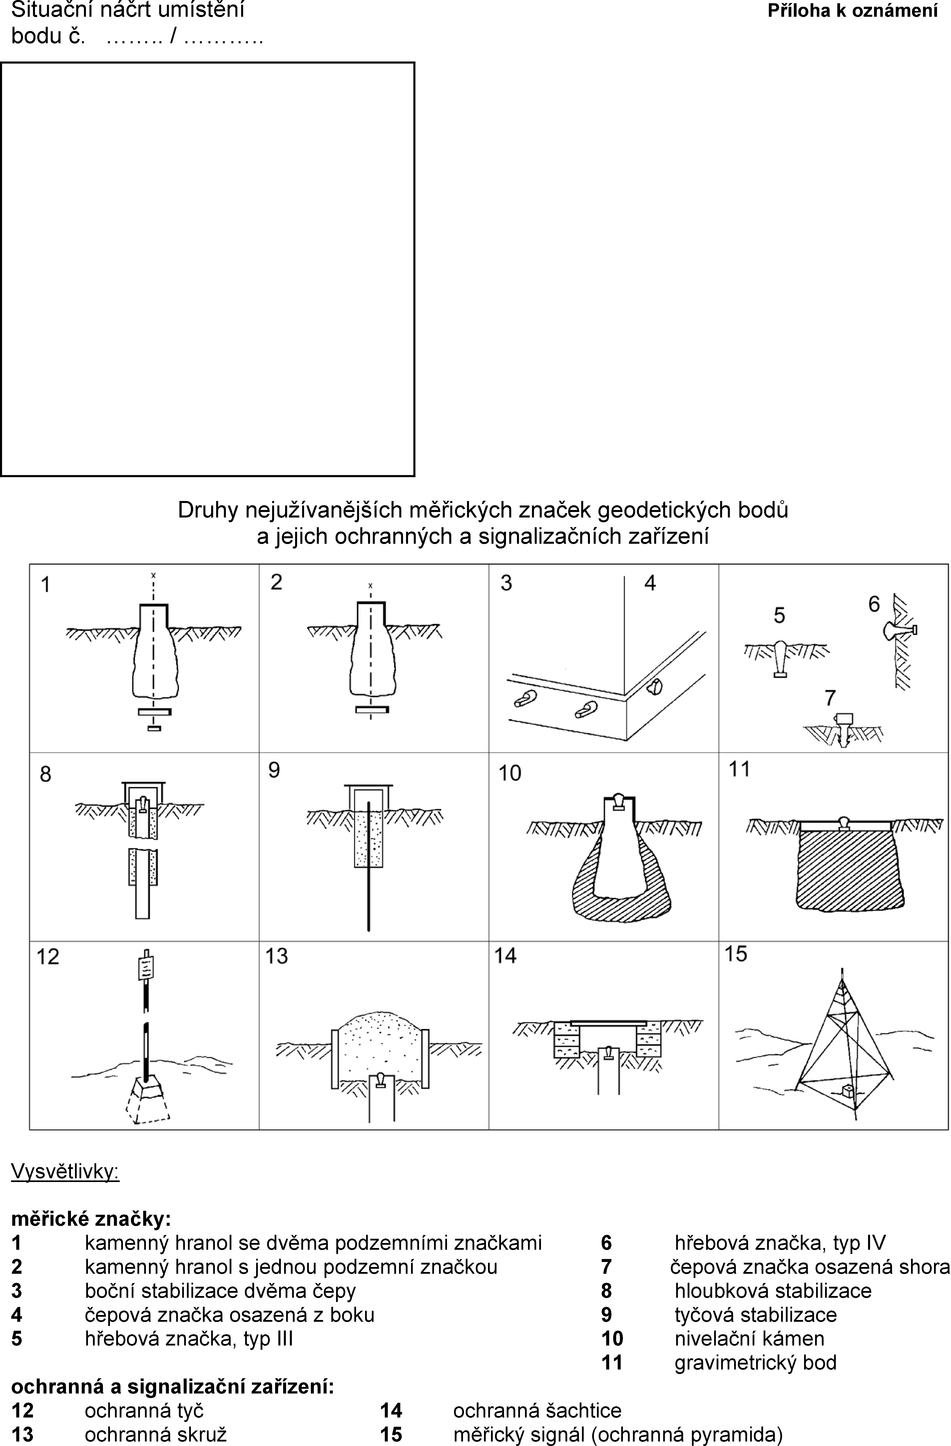 Situační náčrt umístění
Příloha k oznámení
bodu č. …….. / ………..
Druhy nejužívanějších měřických značek geodetických bodů
a jejich ochranných a signalizačních zařízení
1
2
3
4
5
6
7
8
9
10
11
12
13
14
15
Vysvětlivky:
měřické značky:
1 kamenný hranol se dvěma podzemními značkami
6 hřebová značka, typ IV
2 kamenný hranol s jednou podzemní značkou
7 čepová značka osazená shora
3 boční stabilizace dvěma čepy
8 hloubková stabilizace
4 čepová značka osazená z boku
9 tyčová stabilizace
5 hřebová značka, typ III
10 nivelační kámen
11 gravimetrický bod
ochranná a signalizační zařízení:
12 ochranná tyč
14 ochranná šachtice
13 ochranná skruž
15 měřický signál (ochranná pyramida)